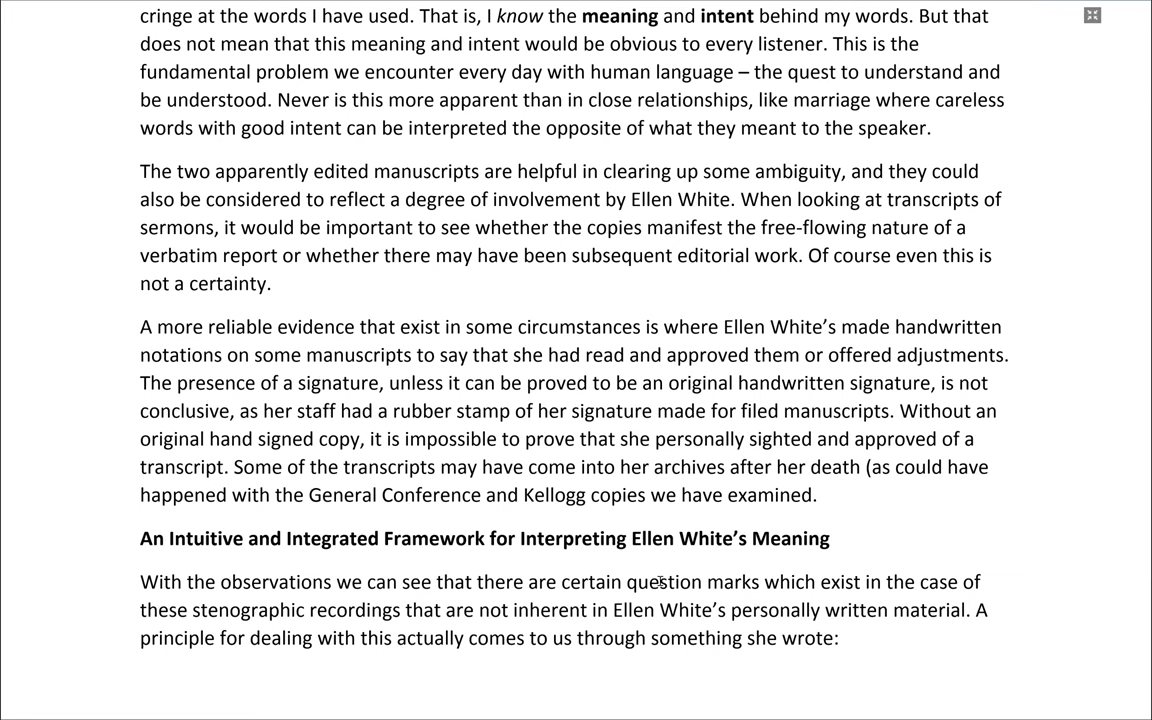 cringe at the words I have used. That is, I know the meaning and intent behind my words. But that
does not mean that this meaning and intent would be obvious to every listener. This is the
fundamental problem we encounter every day with human language – the quest to understand and
be understood. Never is this more apparent than in close relationships, like marriage where careless
words with good intent can be interpreted the opposite of what they meant to the speaker.
The two apparently edited manuscripts are helpful in clearing up some ambiguity, and they could
also be considered to reflect a degree of involvement by Ellen White. When looking at transcripts of
sermons, it would be important to see whether the copies manifest the free-flowing nature of a
verbatim report or whether there may have been subsequent editorial work. Of course even this is
not a certainty.
A more reliable evidence that exist in some circumstances is where Ellen White’s made handwritten
notations on some manuscripts to say that she had read and approved them or offered adjustments.
The presence of a signature, unless it can be proved to be an original handwritten signature, is not
conclusive, as her staff had a rubber stamp of her signature made for filed manuscripts. Without an
original hand signed copy, it is impossible to prove that she personally sighted and approved of a
transcript. Some of the transcripts may have come into her archives after her death (as could have
happened with the General Conference and Kellogg copies we have examined.
An Intuitive and Integrated Framework for Interpreting Ellen White’s Meaning
With the observations we can see that there are certain question marks which exist in the case of
these stenographic recordings that are not inherent in Ellen White’s personally written material. A
principle for dealing with this actually comes to us through something she wrote: